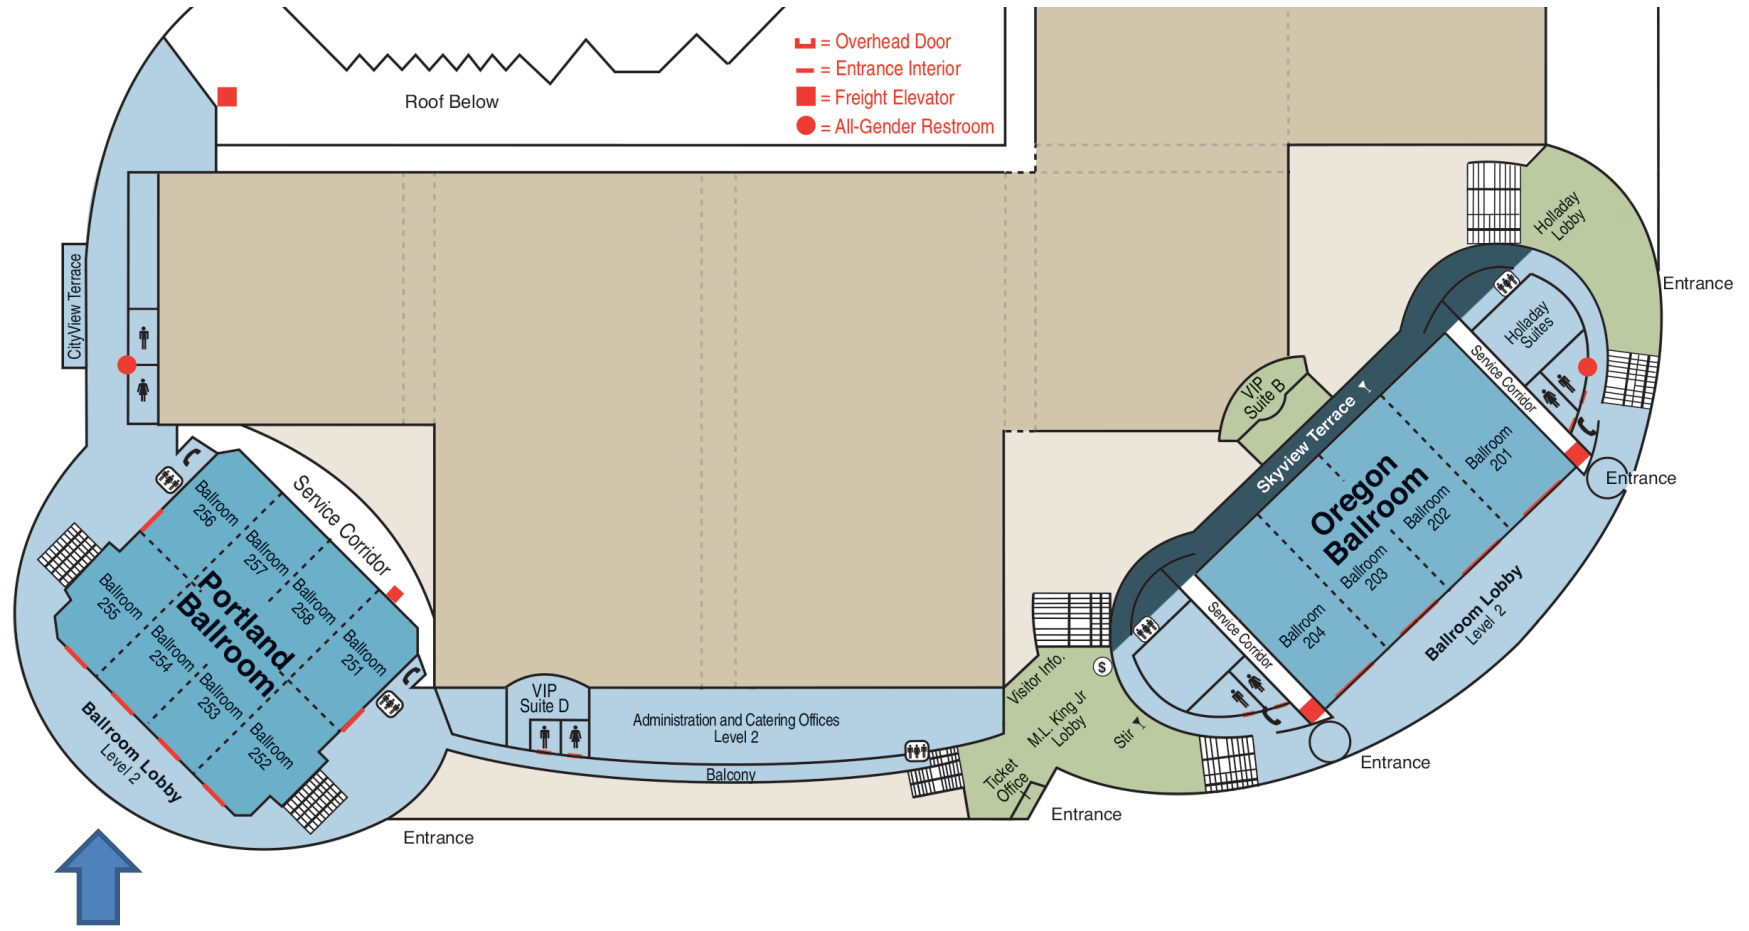 = Overhead Door
= Entrance Interior
= Freight Elevator
= All-Gender Restroom
Roof Below
CityView Terrace
Holladay
Lobby
Entrance
Holladay
Suites
Service Corridor
VIP
Suite B
Skyview Terrace
Oregon
Ballroom
Ballroom
201
Ballroom
202
Ballroom
203
Ballroom
204
Entrance
Ballroom Lobby
Level 2
Service Corridor
Service Corridor
Ballroom
256
Ballroom
257
Ballroom
258
Ballroom
251
Portland
Ballroom
Ballroom
255
Ballroom
254
Ballroom
253
Ballroom
252
Ballroom Lobby
Level 2
VIP
Suite D
Administration and Catering Offices
Level 2
Balcony
Visitor Info.
$
M.L. King Jr
Lobby
Stir
Ticket
Office
Entrance
Entrance
Entrance